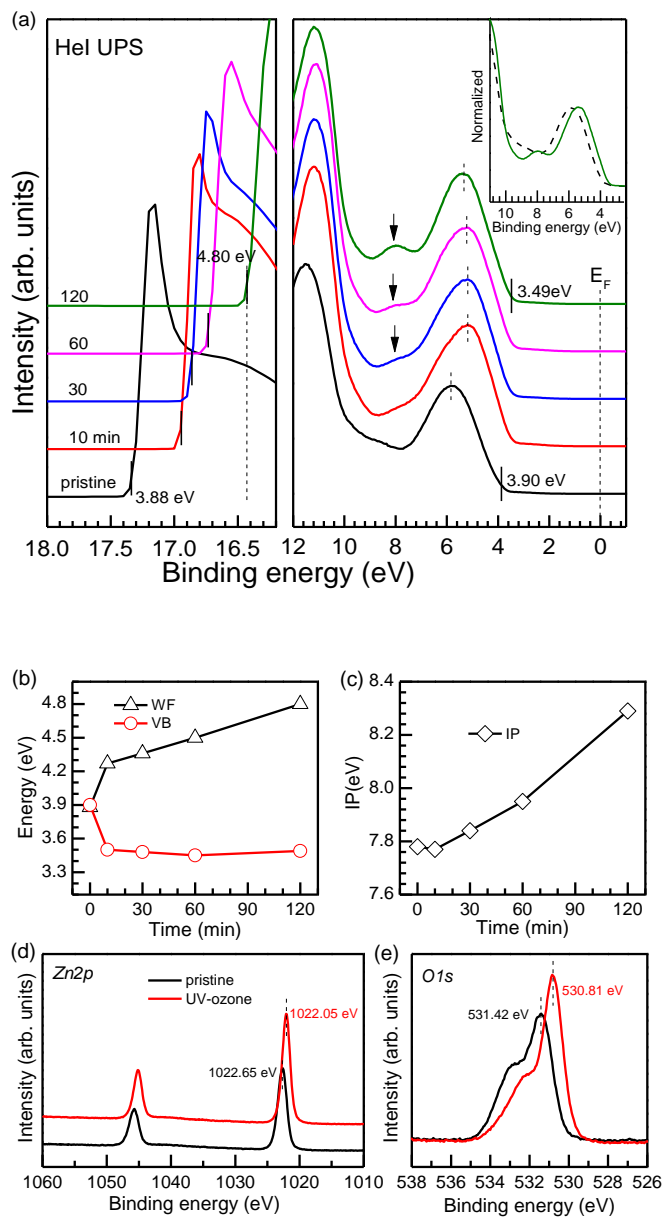 (a)
HeI UPS
Intensity (arb. units)
120
60
30
10 min
pristine
4.80 eV
3.88 eV
18.0 17.5 17.0 16.5
Normalized
10 8 6 4
Binding energy (eV)
3.49eV
E_F
3.90 eV
12 10 8 6 4 2 0
Binding energy (eV)
(b)
WF
VB
Energy (eV)
4.8
4.5
4.2
3.9
3.6
3.3
0 30 60 90 120
Time (min)
(c)
IP
IP(eV)
8.4
8.2
8.0
7.8
7.6
0 30 60 90 120
Time (min)
(d)
Zn2p
pristine
UV-ozone
1022.05 eV
1022.65 eV
Intensity (arb. units)
1060 1050 1040 1030 1020 1010
Binding energy (eV)
(e)
O1s
530.81 eV
531.42 eV
Intensity (arb. units)
538 536 534 532 530 528 526
Binding energy (eV)